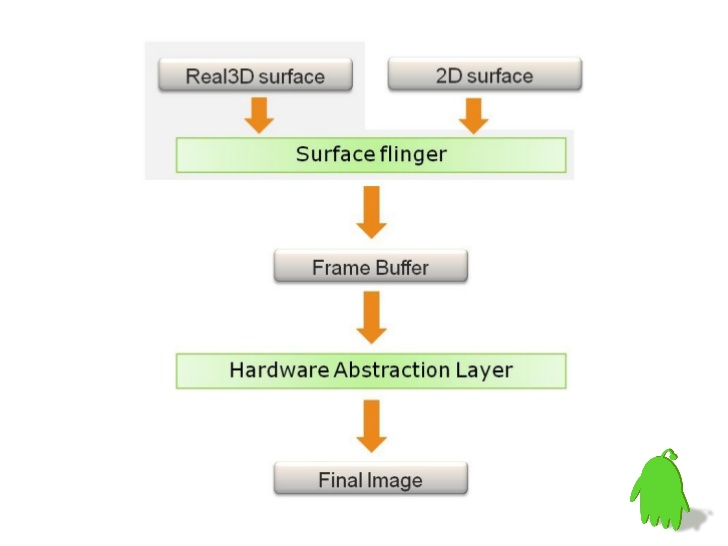 Real3D surface
2D surface
Surface flinger
Frame Buffer
Hardware Abstraction Layer
Final Image